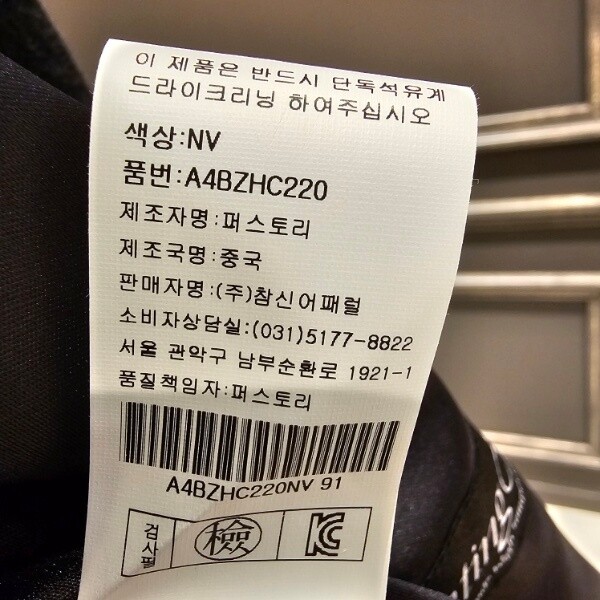 이 제품은 반드시 단독석유계
드라이크리닝 하여주십시오
색상:NV
품번:A4BZHC220
제조자명:퍼스토리
제조국명:중국
판매자명:(주)참신어패럴
소비자상담실:(031)5177-8822
서울 관악구 남부순환로 1921-1
품질책임자:퍼스토리
A4BZHC220NV 91
검사필
檢
KC